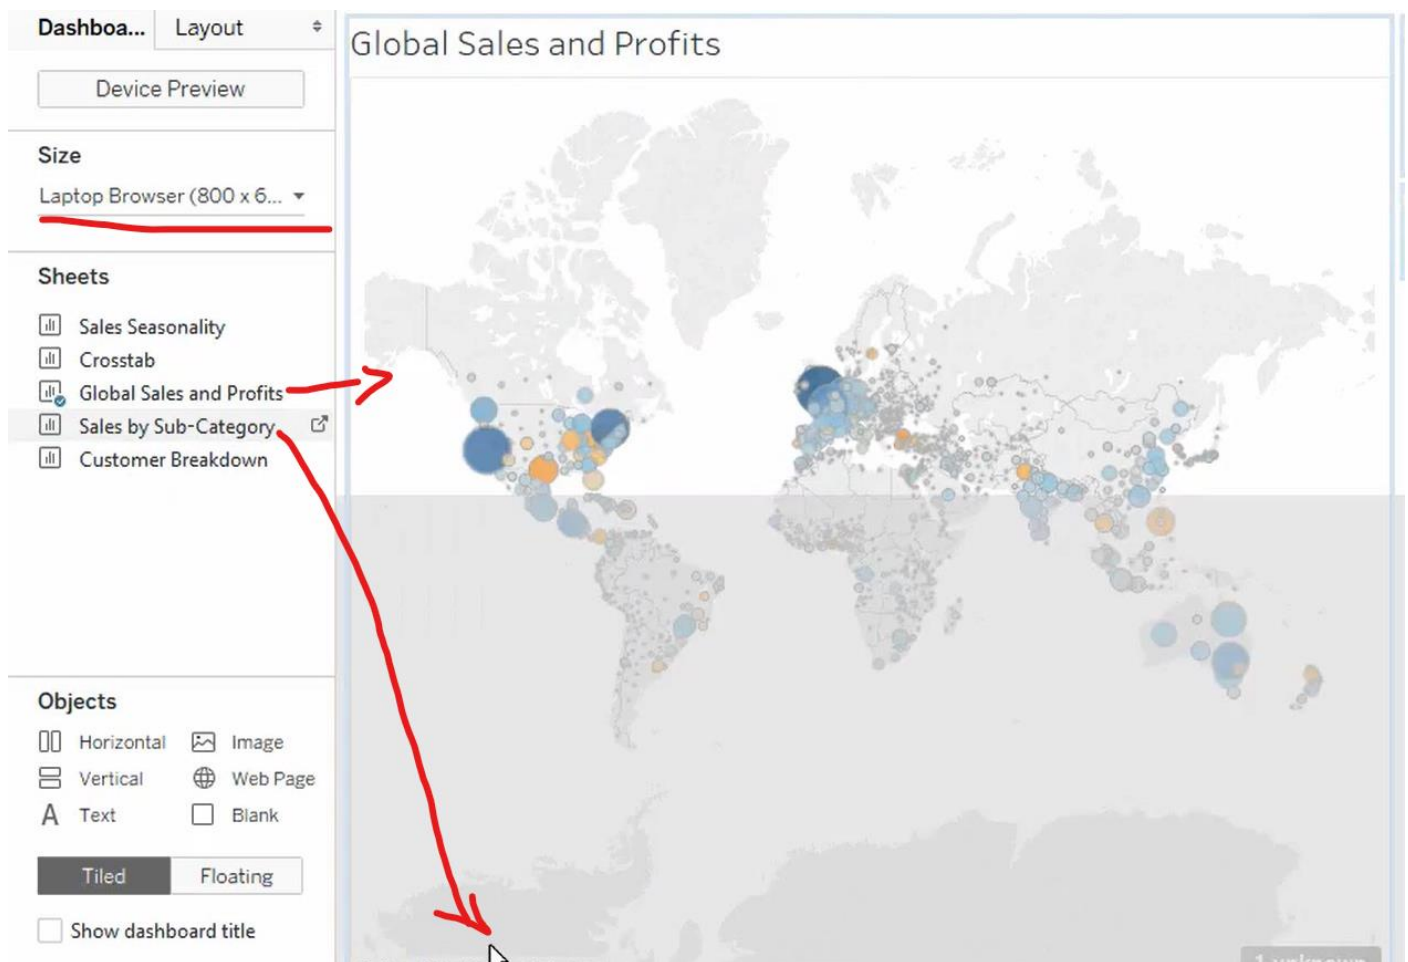 Dashboa...
Layout
Device Preview
Size
Laptop Browser (800 x 6...
Sheets
Sales Seasonality
Crosstab
Global Sales and Profits
Sales by Sub-Category
Customer Breakdown
Objects
Horizontal
Image
Vertical
Web Page
A Text
Blank
Tiled
Floating
Show dashboard title
Global Sales and Profits
1 unknown